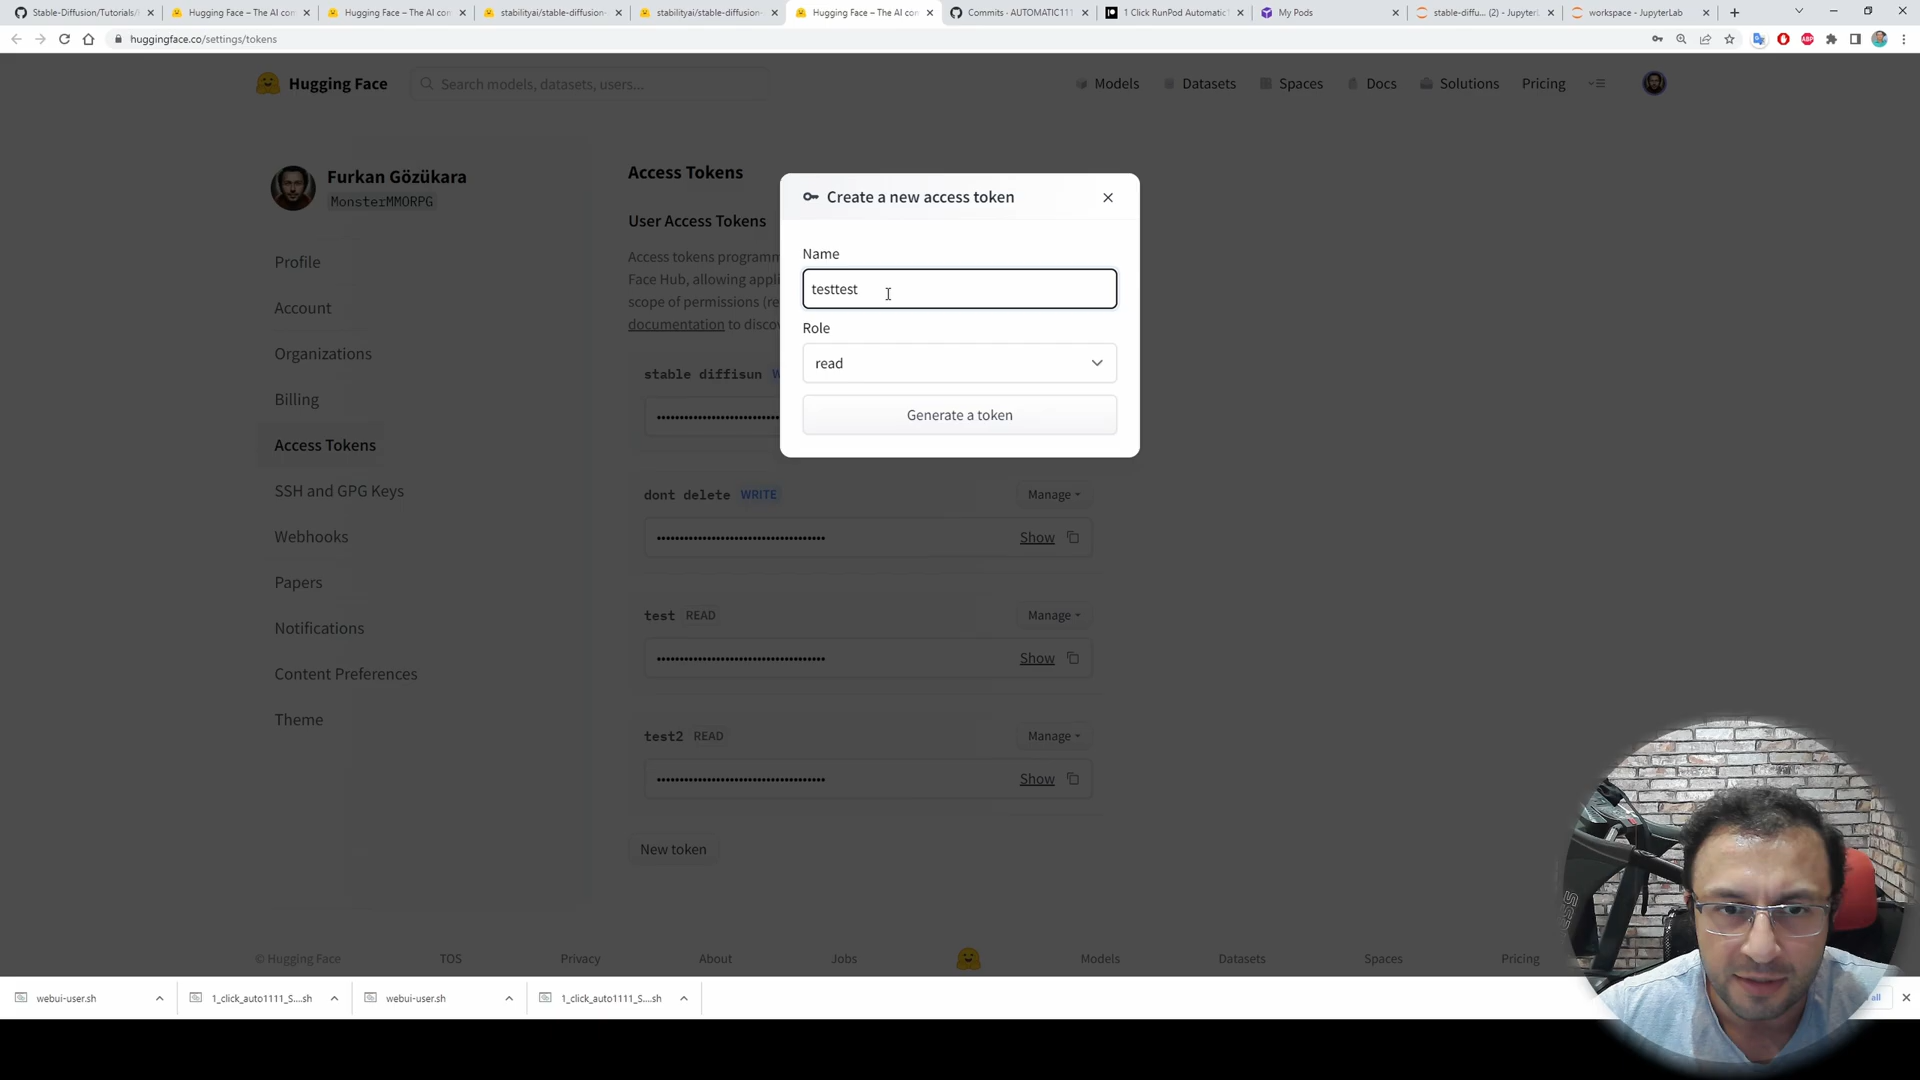 Stable-Diffusion/Tutorials/
Hugging Face – The AI con
Hugging Face – The AI con
stabilityai/stable-diffusion-
stabilityai/stable-diffusion-
Hugging Face – The AI con
Commits · AUTOMATIC111
1 Click RunPod Automatic
My Pods
stable-diffu... (2) - JupyterL
workspace - JupyterLab
huggingface.co/settings/tokens
Hugging Face
Search models, datasets, users...
Models
Datasets
Spaces
Docs
Solutions
Pricing
Furkan Gözükara
MonsterMMORPG
Profile
Account
Organizations
Billing
Access Tokens
SSH and GPG Keys
Webhooks
Papers
Notifications
Content Preferences
Theme
Access Tokens
User Access Tokens
Access tokens programm
Face Hub, allowing appli
scope of permissions (re
documentation to discov
stable diffisun W
Create a new access token
Name
testtest
Role
read
Generate a token
dont delete WRITE
Manage
Show
test READ
Manage
Show
test2 READ
Manage
Show
New token
© Hugging Face
TOS
Privacy
About
Jobs
Models
Datasets
Spaces
Pricing
webui-user.sh
1_click_auto1111_S....sh
webui-user.sh
1_click_auto1111_S....sh
all